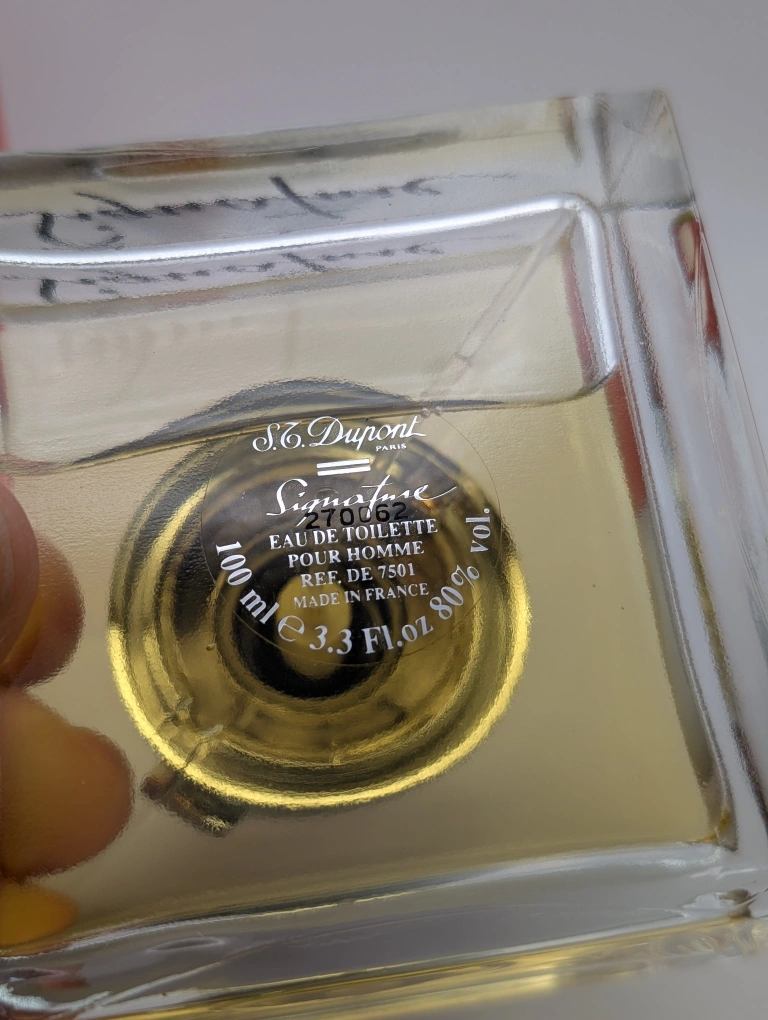 S.T. Dupont
PARIS
Signature
270062
EAU DE TOILETTE
POUR HOMME
REF. DE 7501
MADE IN FRANCE
100 ml e 3.3 Fl.oz 80% vol.
Signature